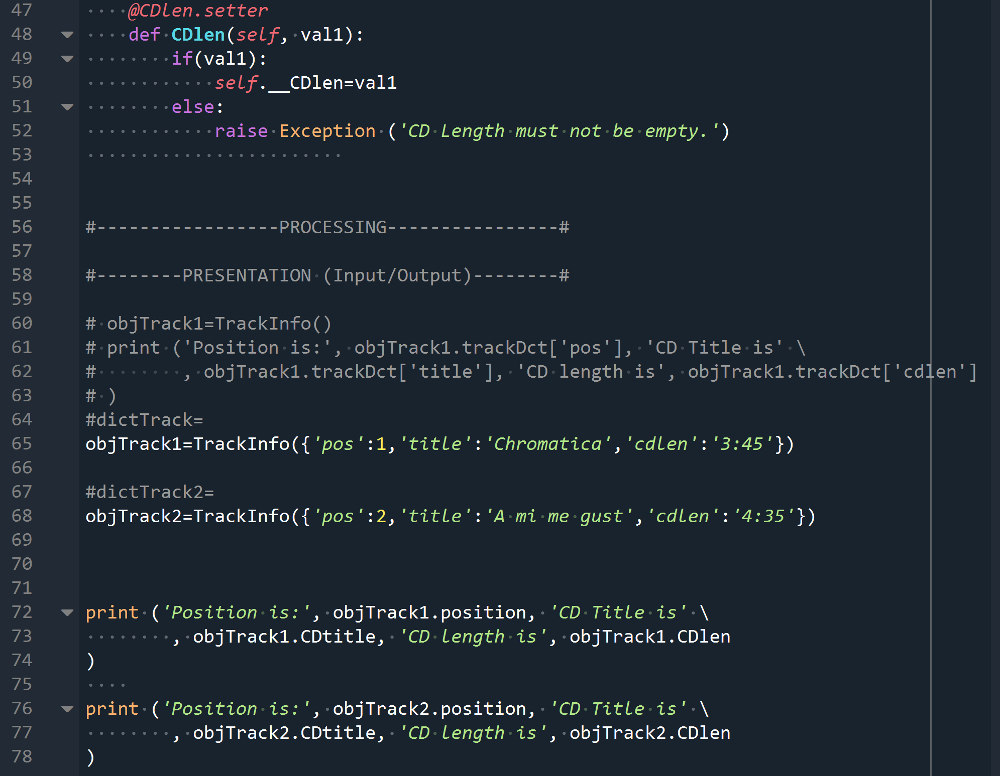 47 @CDlen.setter
48 def CDlen(self, val1):
49 if(val1):
50 self.__CDlen=val1
51 else:
52 raise Exception ('CD Length must not be empty.')
53
54
55
56 #-----------------PROCESSING----------------#
57
58 #--------PRESENTATION (Input/Output)--------#
59
60 # objTrack1=TrackInfo()
61 # print ('Position is:', objTrack1.trackDct['pos'], 'CD Title is' \
62 #        , objTrack1.trackDct['title'], 'CD length is', objTrack1.trackDct['cdlen']
63 # )
64 #dictTrack=
65 objTrack1=TrackInfo({'pos':1,'title':'Chromatica','cdlen':'3:45'})
66
67 #dictTrack2=
68 objTrack2=TrackInfo({'pos':2,'title':'A mi me gust','cdlen':'4:35'})
69
70
71
72 print ('Position is:', objTrack1.position, 'CD Title is' \
73 , objTrack1.CDtitle, 'CD length is', objTrack1.CDlen
74 )
75
76 print ('Position is:', objTrack2.position, 'CD Title is' \
77 , objTrack2.CDtitle, 'CD length is', objTrack2.CDlen
78 )